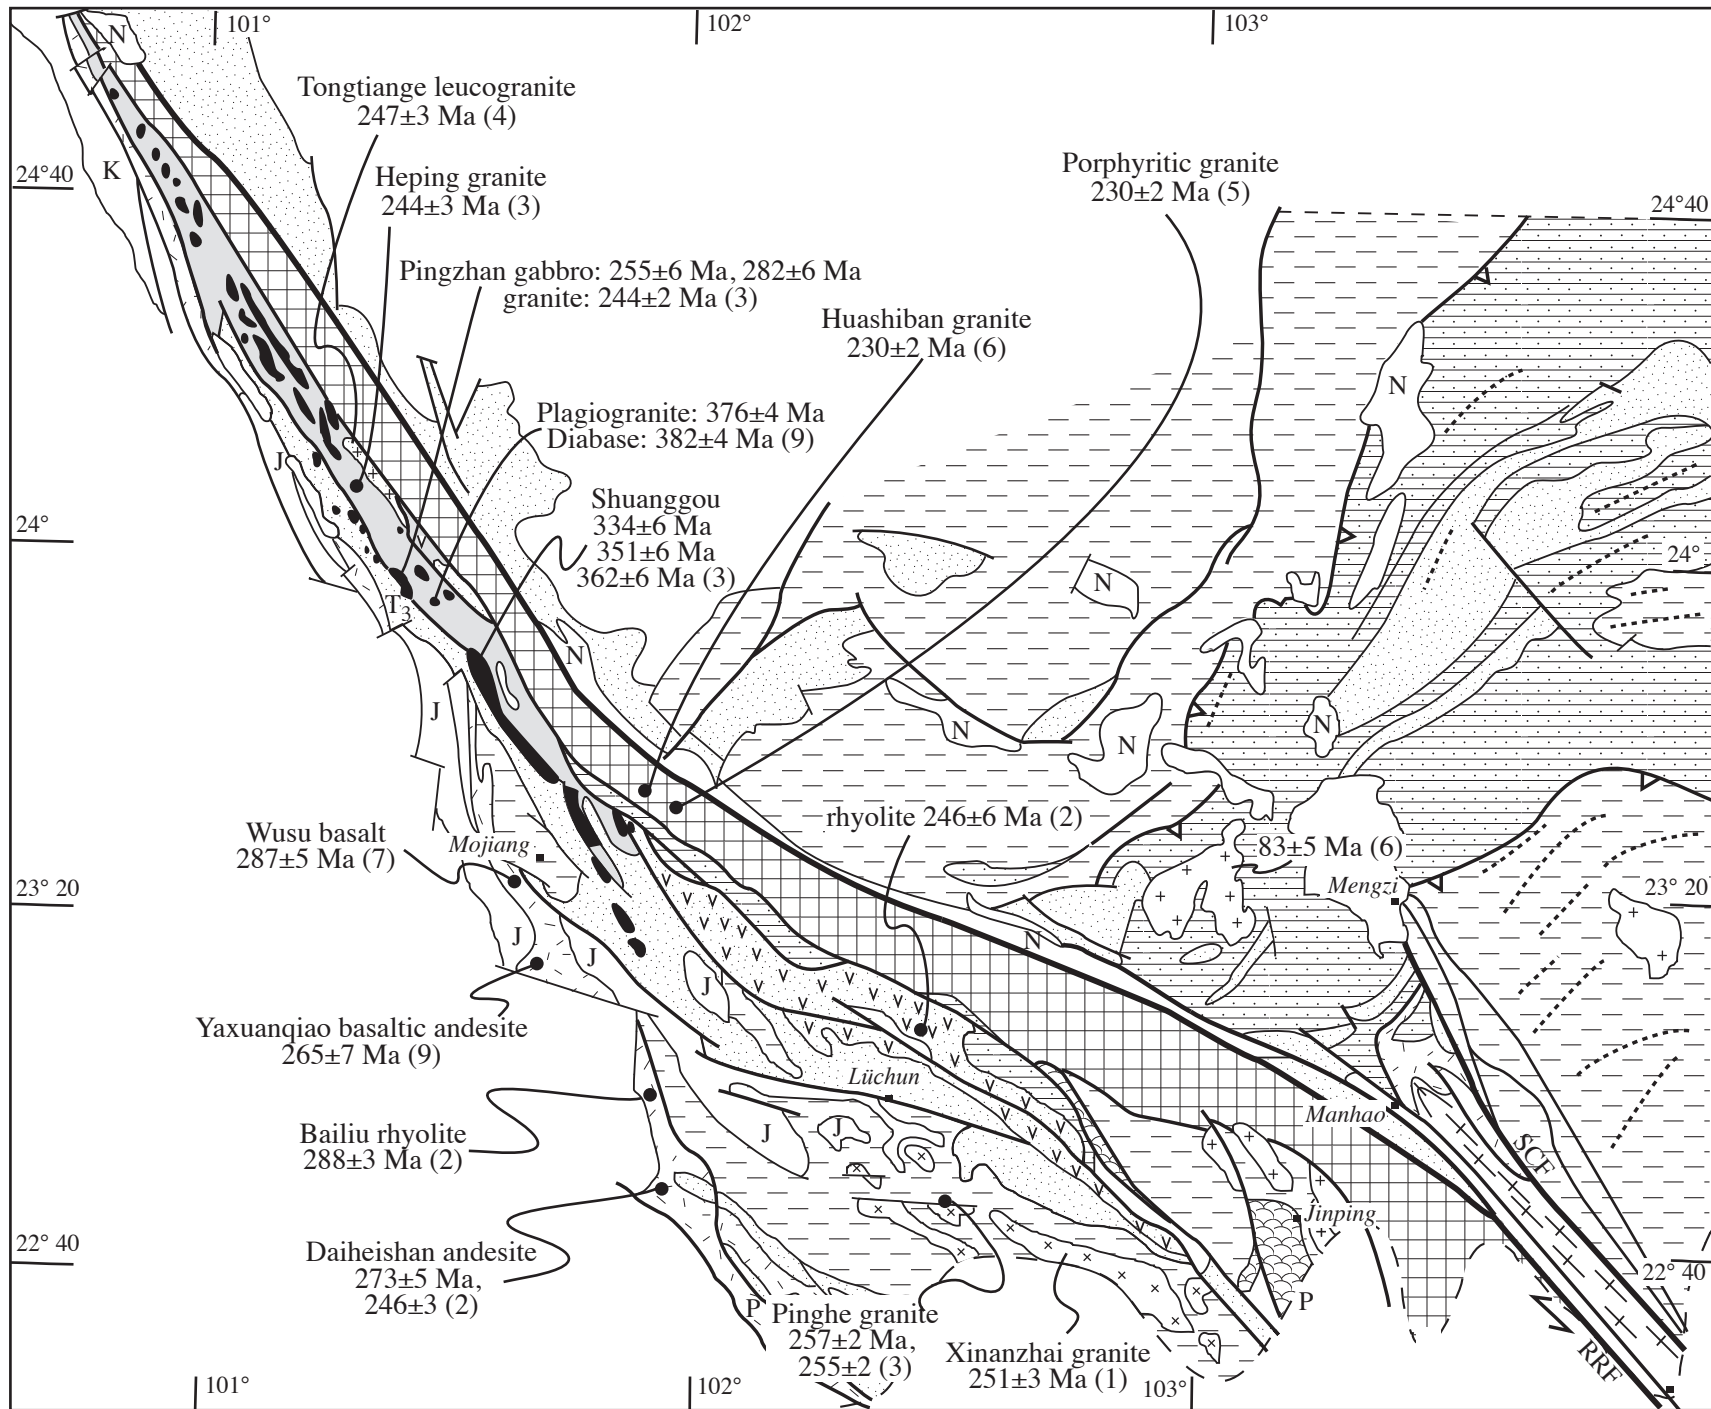 101°
102°
103°
N
Tongtiange leucogranite
247±3 Ma (4)
K
24°40
Heping granite
244±3 Ma (3)
Porphyritic granite
230±2 Ma (5)
24°40
Pingzhan gabbro: 255±6 Ma, 282±6 Ma
granite: 244±2 Ma (3)
Huashiban granite
230±2 Ma (6)
N
Plagiogranite: 376±4 Ma
Diabase: 382±4 Ma (9)
J
Shuanggou
334±6 Ma
351±6 Ma
362±6 Ma (3)
24°
24°
N
T3
N
J
N
N
N
rhyolite 246±6 Ma (2)
Wusu basalt
287±5 Ma (7)
Mojiang
83±5 Ma (6)
Mengzi
23° 20
23° 20
J
J
N
J
Yaxuanqiao basaltic andesite
265±7 Ma (9)
Lüchun
Manhao
J
J
Bailiu rhyolite
288±3 Ma (2)
SCF
Jinping
22° 40
Daiheishan andesite
273±5 Ma,
246±3 (2)
22° 40
P
P
Pinghe granite
257±2 Ma,
255±2 (3)
Xinanzhai granite
251±3 Ma (1)
RRF
101°
102°
103°